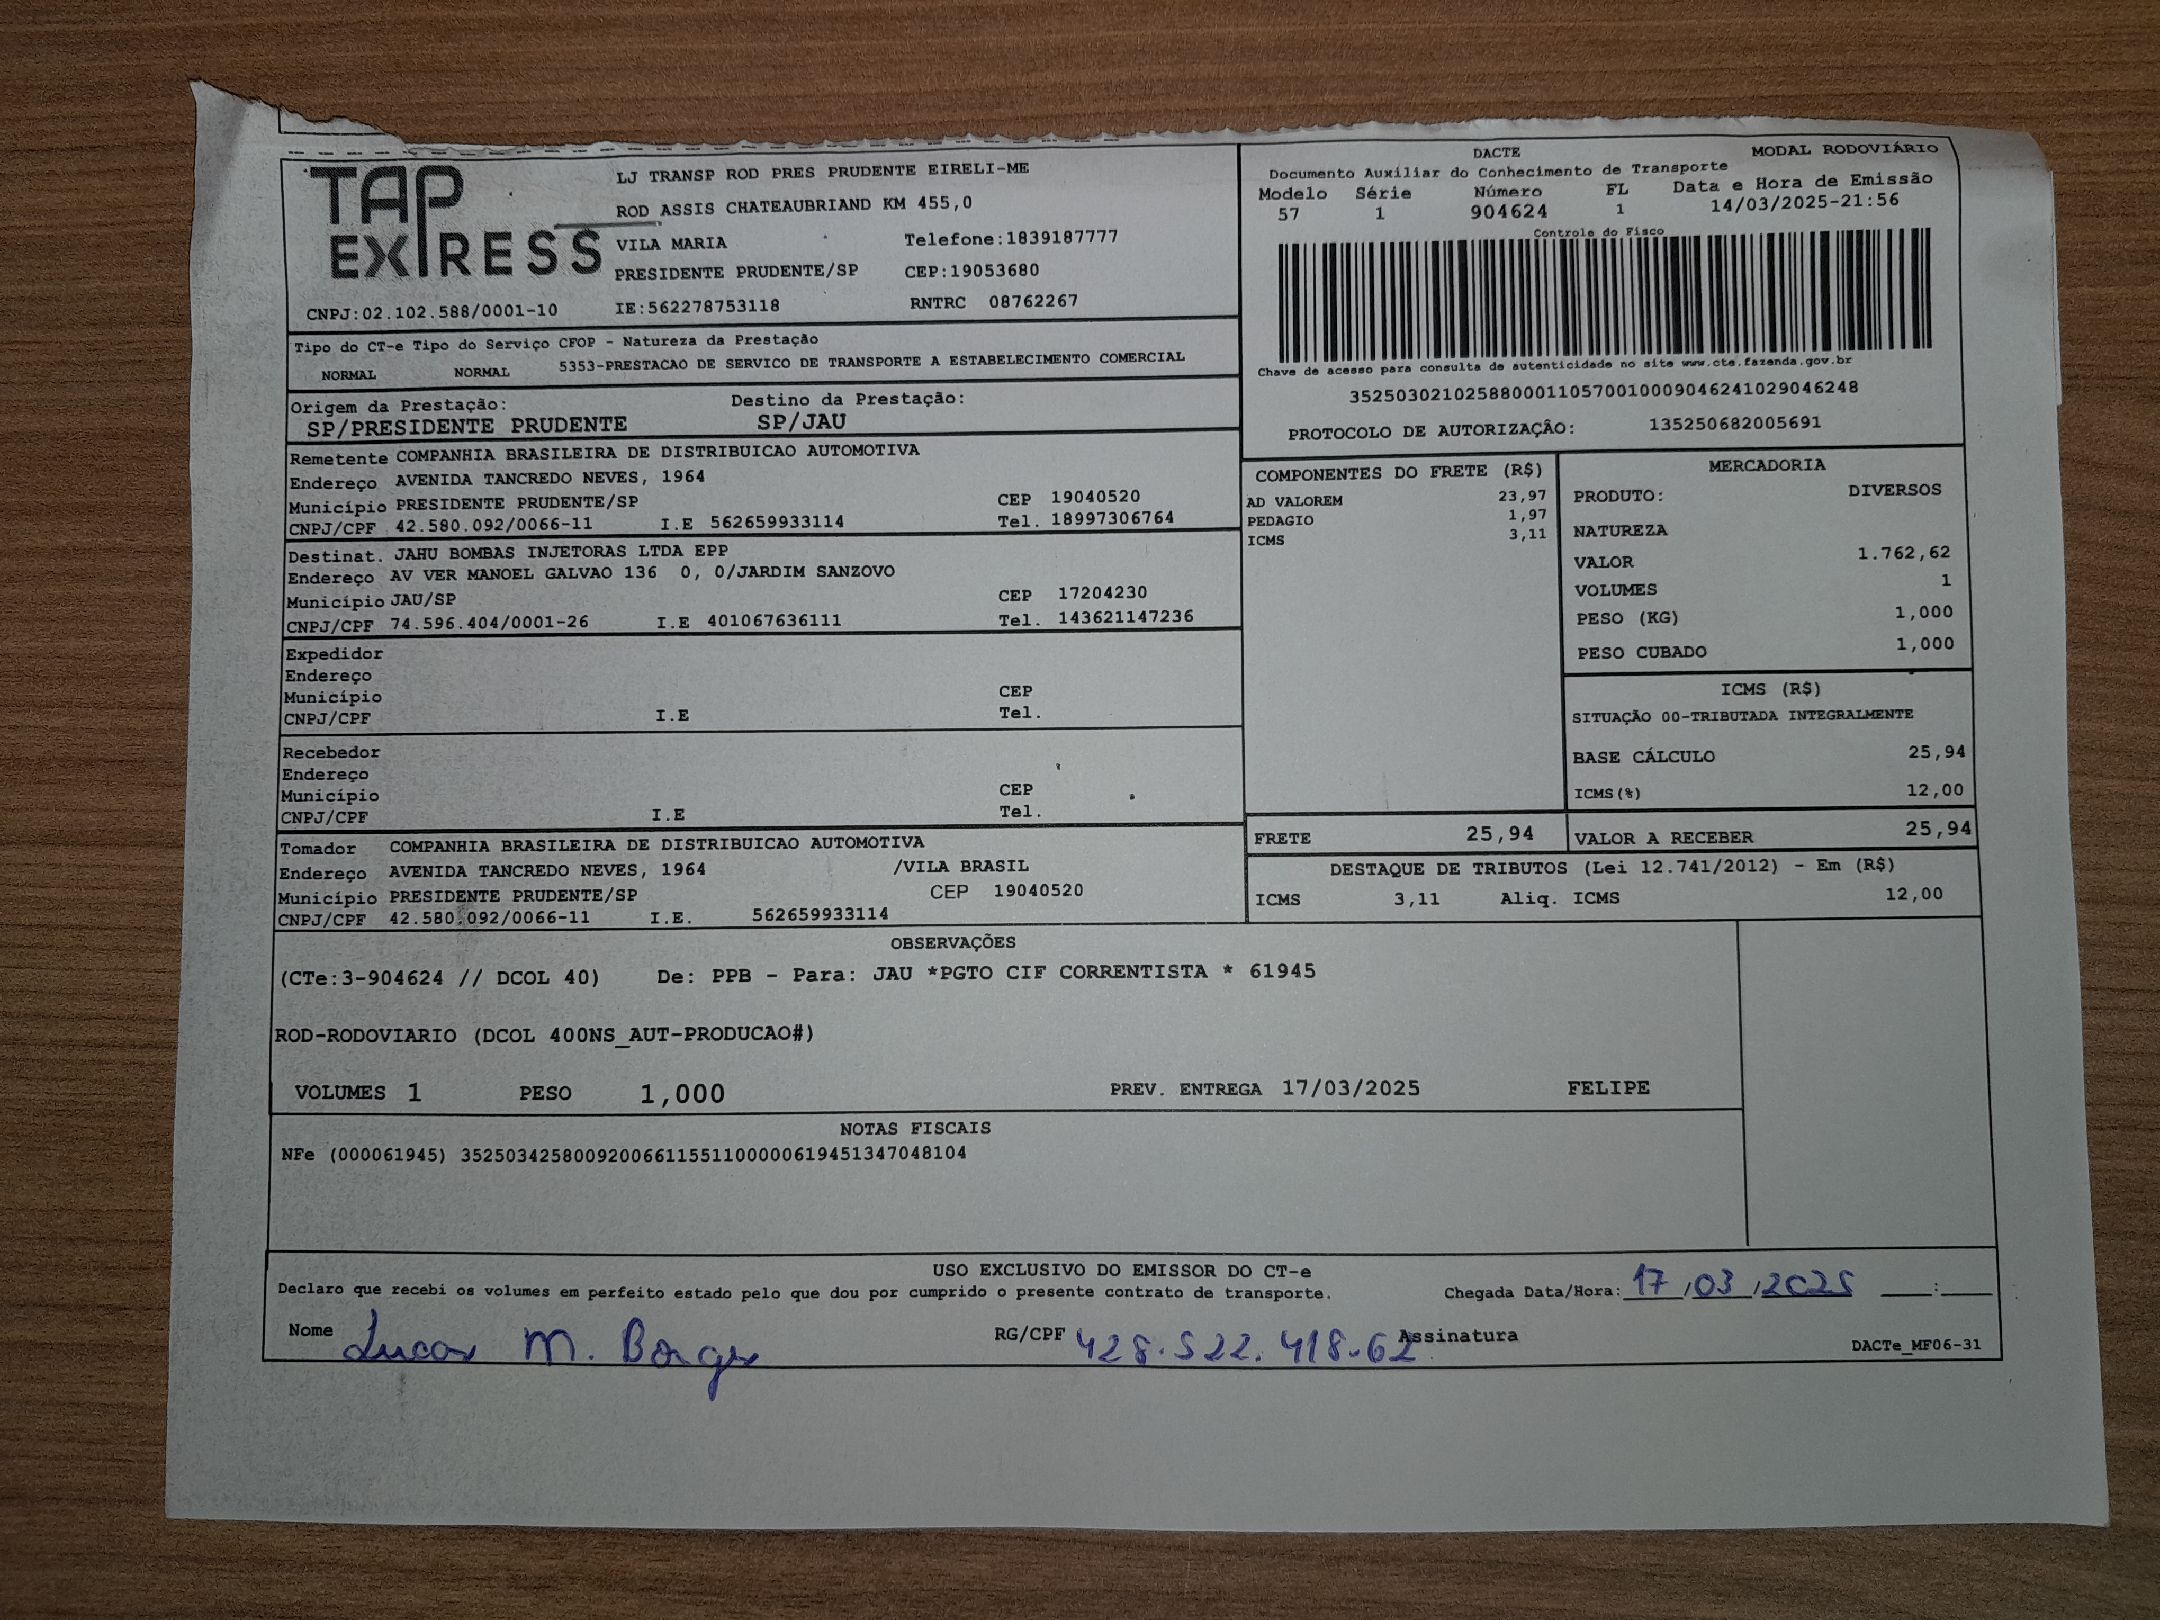 TAP EXPRESS
LJ TRANSP ROD PRES PRUDENTE EIRELI-ME
ROD ASSIS CHATEAUBRIAND KM 455,0
VILA MARIA Telefone:1839187777
PRESIDENTE PRUDENTE/SP CEP:19053680
CNPJ:02.102.588/0001-10 IE:562278753118 RNTRC 08762267
DACTE MODAL RODOVIÁRIO
Documento Auxiliar do Conhecimento de Transporte
Modelo Série Número FL Data e Hora de Emissão
57 1 904624 1 14/03/2025-21:56
Controle do Fisco
Chave de acesso para consulta de autenticidade no site www.cte.fazenda.gov.br
35250302102588000110570010009046241029046248
PROTOCOLO DE AUTORIZAÇÃO: 135250682005691
Tipo do CT-e Tipo do Serviço CFOP - Natureza da Prestação
NORMAL NORMAL 5353-PRESTACAO DE SERVICO DE TRANSPORTE A ESTABELECIMENTO COMERCIAL
Origem da Prestação: Destino da Prestação:
SP/PRESIDENTE PRUDENTE SP/JAU
Remetente COMPANHIA BRASILEIRA DE DISTRIBUICAO AUTOMOTIVA
Endereço AVENIDA TANCREDO NEVES, 1964
Município PRESIDENTE PRUDENTE/SP CEP 19040520
CNPJ/CPF 42.580.092/0066-11 I.E 562659933114 Tel. 18997306764
Destinat. JAHU BOMBAS INJETORAS LTDA EPP
Endereço AV VER MANOEL GALVAO 136 0, 0/JARDIM SANZOVO
Município JAU/SP CEP 17204230
CNPJ/CPF 74.596.404/0001-26 I.E 401067636111 Tel. 143621147236
Expedidor
Endereço
Município CEP
CNPJ/CPF I.E Tel.
Recebedor
Endereço
Município CEP
CNPJ/CPF I.E Tel.
Tomador COMPANHIA BRASILEIRA DE DISTRIBUICAO AUTOMOTIVA
Endereço AVENIDA TANCREDO NEVES, 1964 /VILA BRASIL
Município PRESIDENTE PRUDENTE/SP CEP 19040520
CNPJ/CPF 42.580.092/0066-11 I.E. 562659933114
COMPONENTES DO FRETE (R$)
AD VALOREM 23,97
PEDAGIO 1,97
ICMS 3,11
MERCADORIA
PRODUTO: DIVERSOS
NATUREZA
VALOR 1.762,62
VOLUMES 1
PESO (KG) 1,000
PESO CUBADO 1,000
ICMS (R$)
SITUAÇÃO 00-TRIBUTADA INTEGRALMENTE
BASE CÁLCULO 25,94
ICMS(%) 12,00
FRETE 25,94 VALOR A RECEBER 25,94
DESTAQUE DE TRIBUTOS (Lei 12.741/2012) - Em (R$)
ICMS 3,11 Aliq. ICMS 12,00
OBSERVAÇÕES
(CTe:3-904624 // DCOL 40) De: PPB - Para: JAU *PGTO CIF CORRENTISTA * 61945
ROD-RODOVIARIO (DCOL 400NS_AUT-PRODUCAO#)
VOLUMES 1 PESO 1,000 PREV. ENTREGA 17/03/2025 FELIPE
NOTAS FISCAIS
NFe (000061945) 35250342580092006611551100000619451347048104
USO EXCLUSIVO DO EMISSOR DO CT-e
Declaro que recebi os volumes em perfeito estado pelo que dou por cumprido o presente contrato de transporte. Chegada Data/Hora: 17/03/2025 __:__
Nome Lucas M. Borges RG/CPF 428.522.418-62 Assinatura
DACTe_MF06-31